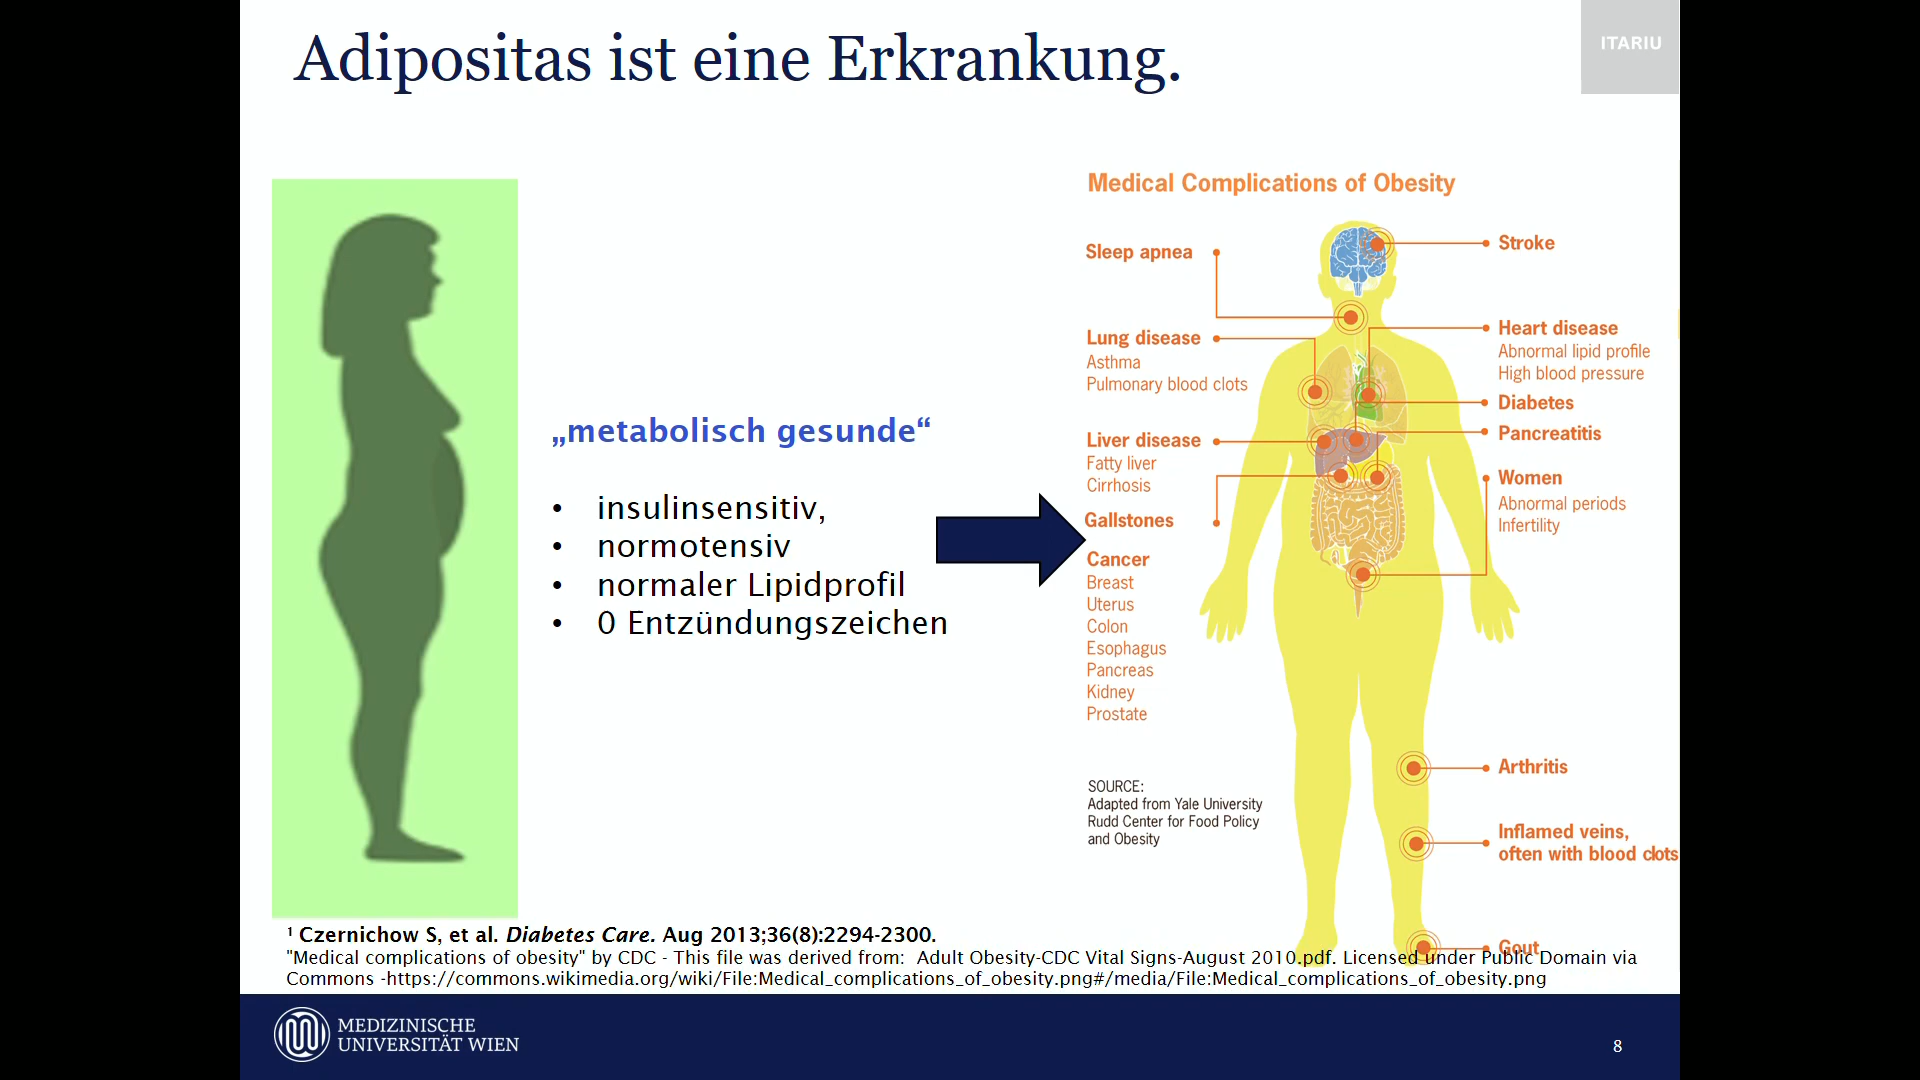 Adipositas ist eine Erkrankung.
ITARIU
„metabolisch gesunde“
• insulinsensitiv,
• normotensiv
• normaler Lipidprofil
• 0 Entzündungszeichen
Medical Complications of Obesity
Sleep apnea
Lung disease
Asthma
Pulmonary blood clots
Liver disease
Fatty liver
Cirrhosis
Gallstones
Cancer
Breast
Uterus
Colon
Esophagus
Pancreas
Kidney
Prostate
SOURCE:
Adapted from Yale University
Rudd Center for Food Policy
and Obesity
Stroke
Heart disease
Abnormal lipid profile
High blood pressure
Diabetes
Pancreatitis
Women
Abnormal periods
Infertility
Arthritis
Inflamed veins,
often with blood clots
Gout
¹ Czernichow S, et al. Diabetes Care. Aug 2013;36(8):2294-2300.
"Medical complications of obesity" by CDC - This file was derived from: Adult Obesity-CDC Vital Signs-August 2010.pdf. Licensed under Public Domain via
Commons -https://commons.wikimedia.org/wiki/File:Medical_complications_of_obesity.png#/media/File:Medical_complications_of_obesity.png
MEDIZINISCHE
UNIVERSITÄT WIEN
8